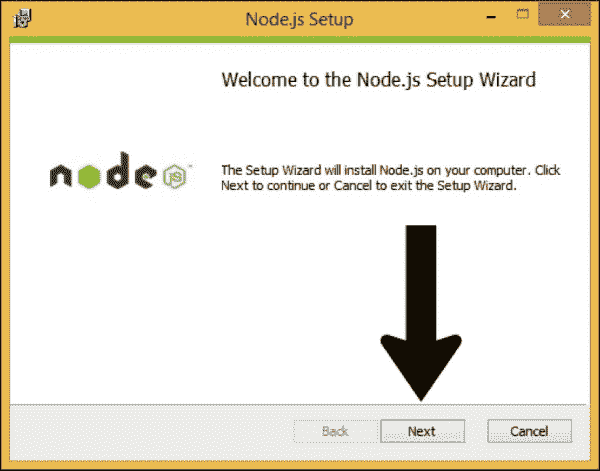 Node.js Setup
Welcome to the Node.js Setup Wizard
node
JS
The Setup Wizard will install Node.js on your computer. Click
Next to continue or Cancel to exit the Setup Wizard.
Back Next Cancel